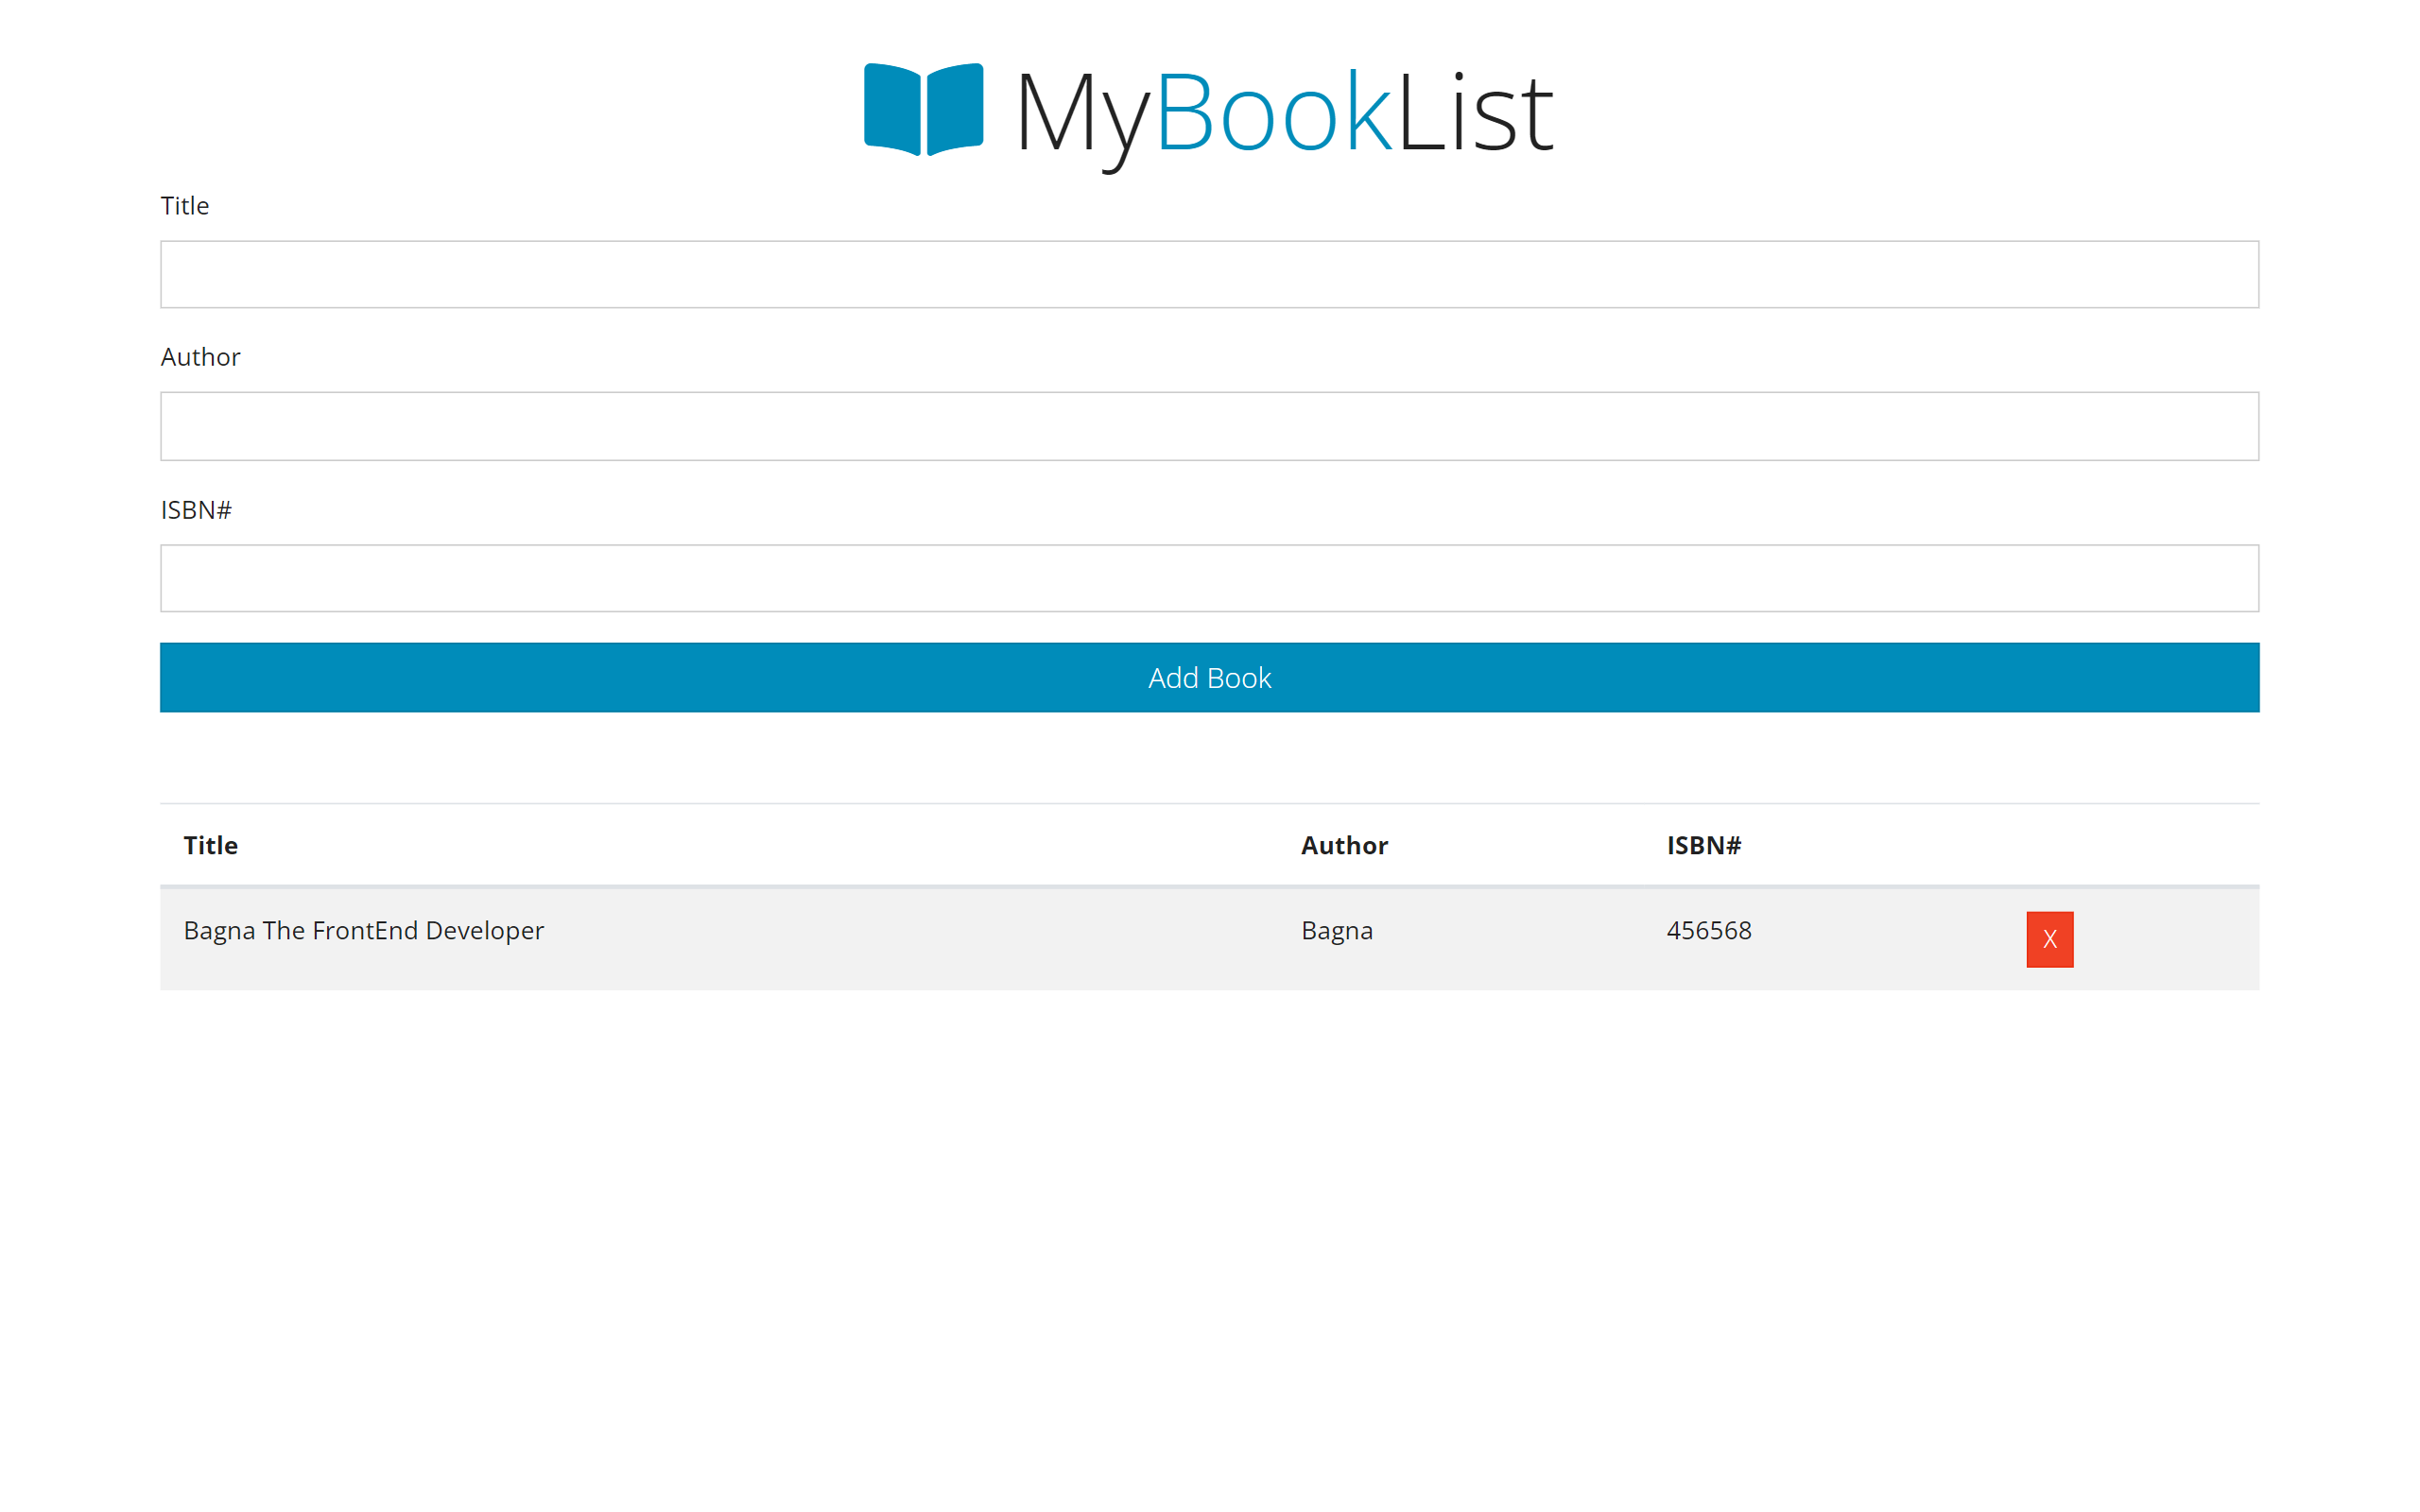 MyBookList
Title
Author
ISBN#
Add Book
Title Author ISBN#
Bagna The FrontEnd Developer Bagna 456568 X